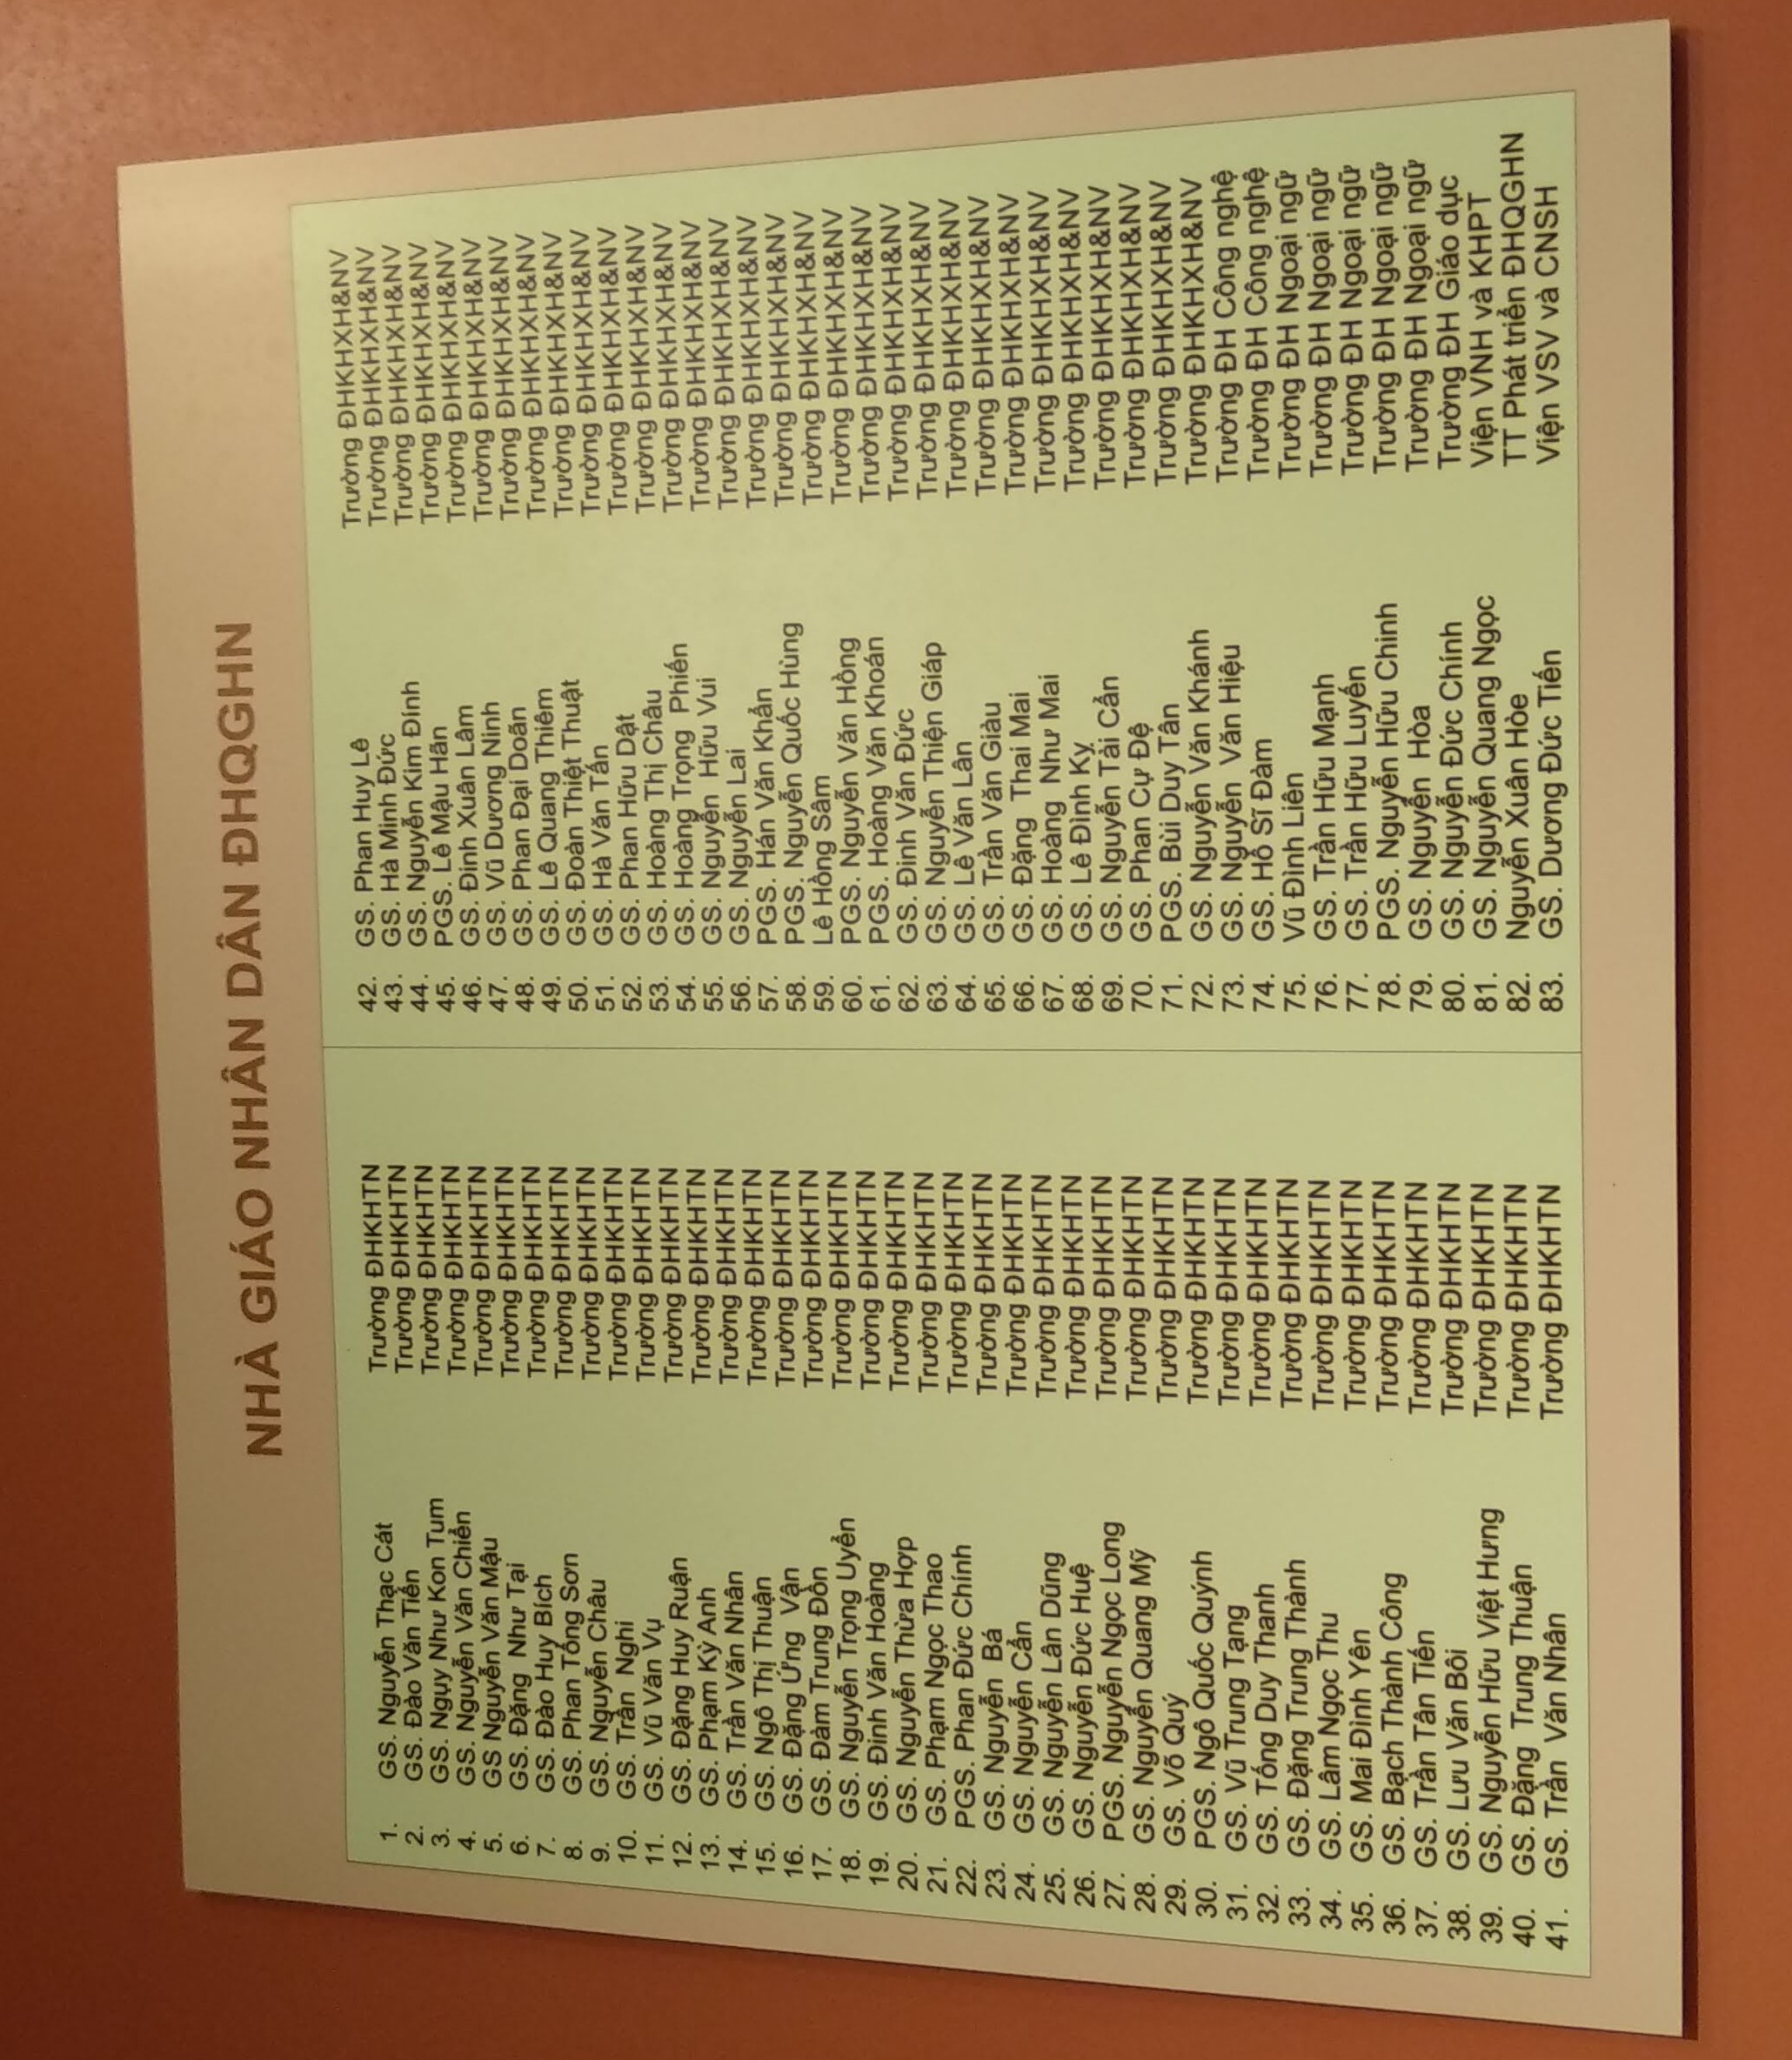 NHÀ GIÁO NHÂN DÂN ĐHQGHN
1. GS. Nguyễn Thạc Cát Trường ĐHKHTN
2. GS. Đào Văn Tiến Trường ĐHKHTN
3. GS. Ngụy Như Kon Tum Trường ĐHKHTN
4. GS. Nguyễn Văn Chiển Trường ĐHKHTN
5. GS Nguyễn Văn Mậu Trường ĐHKHTN
6. GS. Đặng Như Tại Trường ĐHKHTN
7. GS. Đào Huy Bích Trường ĐHKHTN
8. GS. Phan Tống Sơn Trường ĐHKHTN
9. GS. Nguyễn Châu Trường ĐHKHTN
10. GS. Trần Nghi Trường ĐHKHTN
11. GS. Vũ Văn Vụ Trường ĐHKHTN
12. GS. Đặng Huy Ruận Trường ĐHKHTN
13. GS. Phạm Kỳ Anh Trường ĐHKHTN
14. GS. Trần Văn Nhân Trường ĐHKHTN
15. GS. Ngô Thị Thuận Trường ĐHKHTN
16. GS. Đặng Ứng Vận Trường ĐHKHTN
17. GS. Đàm Trung Đồn Trường ĐHKHTN
18. GS. Nguyễn Trọng Uyển Trường ĐHKHTN
19. GS. Đinh Văn Hoàng Trường ĐHKHTN
20. GS. Nguyễn Thừa Hợp Trường ĐHKHTN
21. GS. Phạm Ngọc Thao Trường ĐHKHTN
22. PGS. Phan Đức Chính Trường ĐHKHTN
23. GS. Nguyễn Bá Trường ĐHKHTN
24. GS. Nguyễn Cẩn Trường ĐHKHTN
25. GS. Nguyễn Lân Dũng Trường ĐHKHTN
26. GS. Nguyễn Đức Huệ Trường ĐHKHTN
27. PGS. Nguyễn Ngọc Long Trường ĐHKHTN
28. GS. Nguyễn Quang Mỹ Trường ĐHKHTN
29. GS. Võ Quý Trường ĐHKHTN
30. PGS. Ngô Quốc Quýnh Trường ĐHKHTN
31. GS. Vũ Trung Tạng Trường ĐHKHTN
32. GS. Tống Duy Thanh Trường ĐHKHTN
33. GS. Đặng Trung Thành Trường ĐHKHTN
34. GS. Lâm Ngọc Thu Trường ĐHKHTN
35. GS. Mai Đình Yên Trường ĐHKHTN
36. GS. Bạch Thành Công Trường ĐHKHTN
37. GS. Trần Tân Tiến Trường ĐHKHTN
38. GS. Lưu Văn Bôi Trường ĐHKHTN
39. GS. Nguyễn Hữu Việt Hưng Trường ĐHKHTN
40. GS. Đặng Trung Thuận Trường ĐHKHTN
41. GS. Trần Văn Nhân Trường ĐHKHTN
42. GS. Phan Huy Lê Trường ĐHKHXH&NV
43. GS. Hà Minh Đức Trường ĐHKHXH&NV
44. GS. Nguyễn Kim Đính Trường ĐHKHXH&NV
45. PGS. Lê Mậu Hãn Trường ĐHKHXH&NV
46. GS. Đinh Xuân Lâm Trường ĐHKHXH&NV
47. GS. Vũ Dương Ninh Trường ĐHKHXH&NV
48. GS. Phan Đại Doãn Trường ĐHKHXH&NV
49. GS. Lê Quang Thiêm Trường ĐHKHXH&NV
50. GS. Đoàn Thiệt Thuật Trường ĐHKHXH&NV
51. GS. Hà Văn Tấn Trường ĐHKHXH&NV
52. GS. Phan Hữu Dật Trường ĐHKHXH&NV
53. GS. Hoàng Thị Châu Trường ĐHKHXH&NV
54. GS. Hoàng Trọng Phiến Trường ĐHKHXH&NV
55. GS. Nguyễn Hữu Vui Trường ĐHKHXH&NV
56. GS. Nguyễn Lai Trường ĐHKHXH&NV
57. PGS. Hán Văn Khẩn Trường ĐHKHXH&NV
58. PGS. Nguyễn Quốc Hùng Trường ĐHKHXH&NV
59. Lê Hồng Sâm Trường ĐHKHXH&NV
60. PGS. Nguyễn Văn Hồng Trường ĐHKHXH&NV
61. PGS. Hoàng Văn Khoán Trường ĐHKHXH&NV
62. GS. Đinh Văn Đức Trường ĐHKHXH&NV
63. GS. Nguyễn Thiện Giáp Trường ĐHKHXH&NV
64. GS. Lê Văn Lân Trường ĐHKHXH&NV
65. GS. Trần Văn Giàu Trường ĐHKHXH&NV
66. GS. Đặng Thai Mai Trường ĐHKHXH&NV
67. GS. Hoàng Như Mai Trường ĐHKHXH&NV
68. GS. Lê Đình Kỵ Trường ĐHKHXH&NV
69. GS. Nguyễn Tài Cẩn Trường ĐHKHXH&NV
70. GS. Phan Cự Đệ Trường ĐHKHXH&NV
71. PGS. Bùi Duy Tân Trường ĐHKHXH&NV
72. GS. Nguyễn Văn Khánh Trường ĐHKHXH&NV
73. GS. Nguyễn Văn Hiệu Trường ĐH Công nghệ
74. GS. Hồ Sĩ Đàm Trường ĐH Công nghệ
75. Vũ Đình Liên Trường ĐH Ngoại ngữ
76. GS. Trần Hữu Mạnh Trường ĐH Ngoại ngữ
77. GS. Trần Hữu Luyến Trường ĐH Ngoại ngữ
78. PGS. Nguyễn Hữu Chinh Trường ĐH Ngoại ngữ
79. GS. Nguyễn Hòa Trường ĐH Ngoại ngữ
80. GS. Nguyễn Đức Chính Trường ĐH Giáo dục
81. GS. Nguyễn Quang Ngọc Viện VNH và KHPT
82. Nguyễn Xuân Hòe TT Phát triển ĐHQGHN
83. GS. Dương Đức Tiến Viện VSV và CNSH